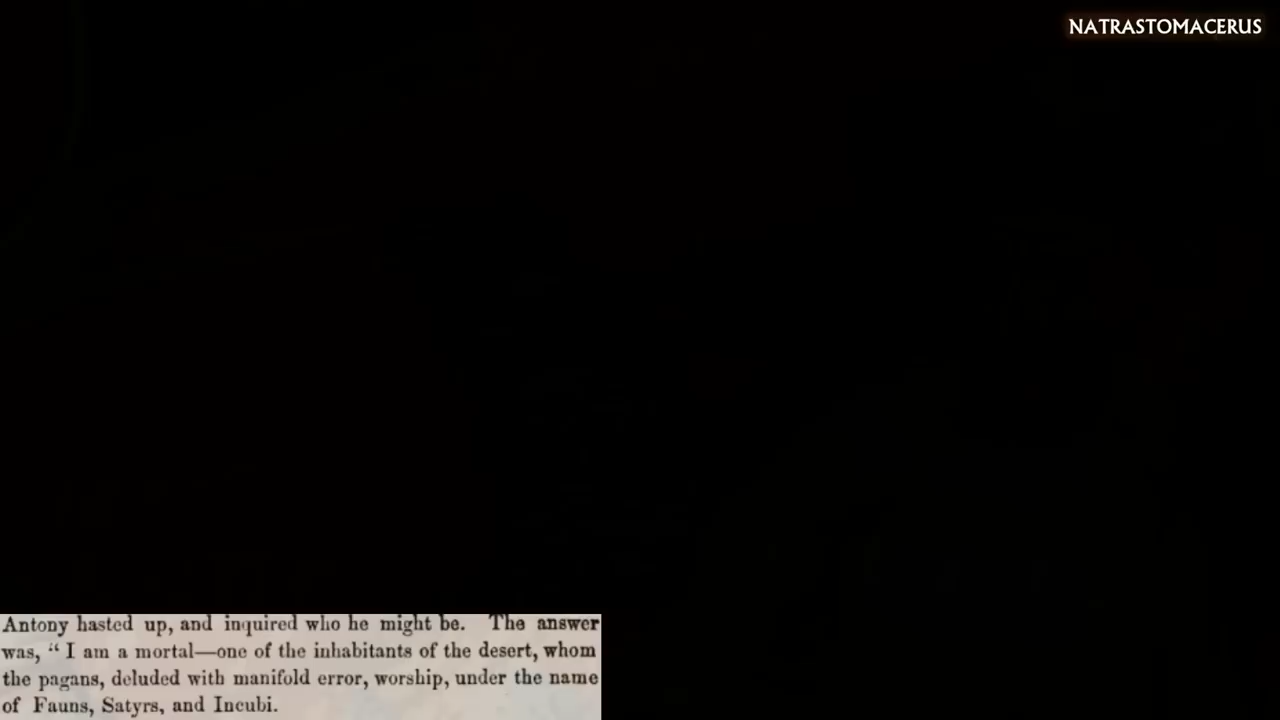 NATRASTOMACERUS
Antony hasted up, and inquired who he might be. The answer
was, “ I am a mortal—one of the inhabitants of the desert, whom
the pagans, deluded with manifold error, worship, under the name
of Fauns, Satyrs, and Incubi.